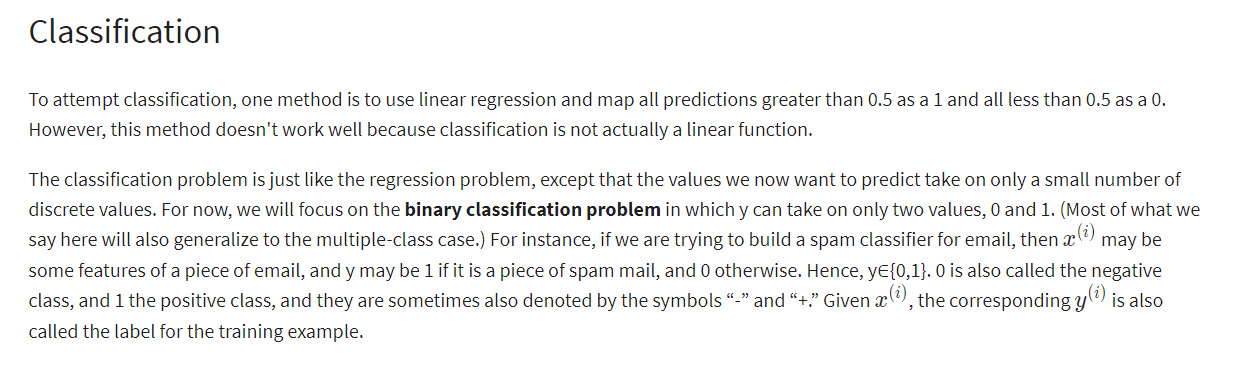 Classification
To attempt classification, one method is to use linear regression and map all predictions greater than 0.5 as a 1 and all less than 0.5 as a 0.
However, this method doesn't work well because classification is not actually a linear function.
The classification problem is just like the regression problem, except that the values we now want to predict take on only a small number of
discrete values. For now, we will focus on the binary classification problem in which y can take on only two values, 0 and 1. (Most of what we
say here will also generalize to the multiple-class case.) For instance, if we are trying to build a spam classifier for email, then x^{(i)} may be
some features of a piece of email, and y may be 1 if it is a piece of spam mail, and 0 otherwise. Hence, y∈{0,1}. 0 is also called the negative
class, and 1 the positive class, and they are sometimes also denoted by the symbols “-” and “+.” Given x^{(i)}, the corresponding y^{(i)} is also
called the label for the training example.